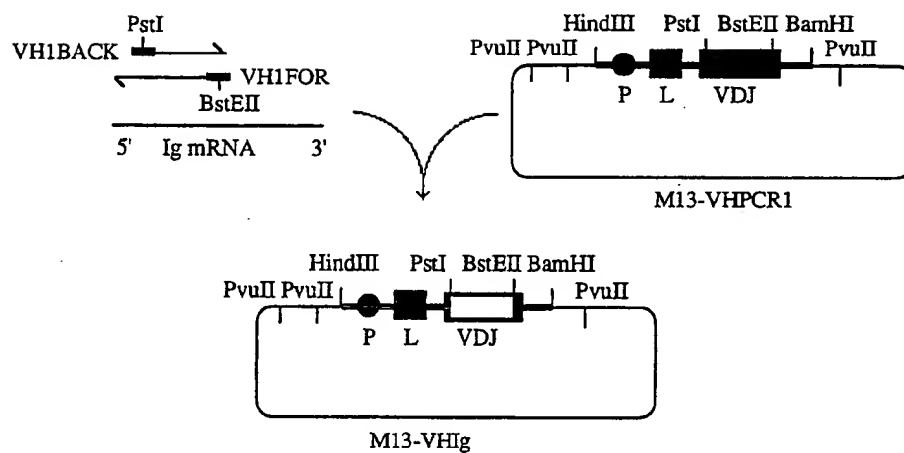 PstI
VH1BACK
VH1FOR
BstEII
5' Ig mRNA 3'
HindIII PstI BstEII BamHI
PvuII PvuII PvuII
P L VDJ
M13-VHPCR1
HindIII PstI BstEII BamHI
PvuII PvuII PvuII
P L VDJ
M13-VHIg